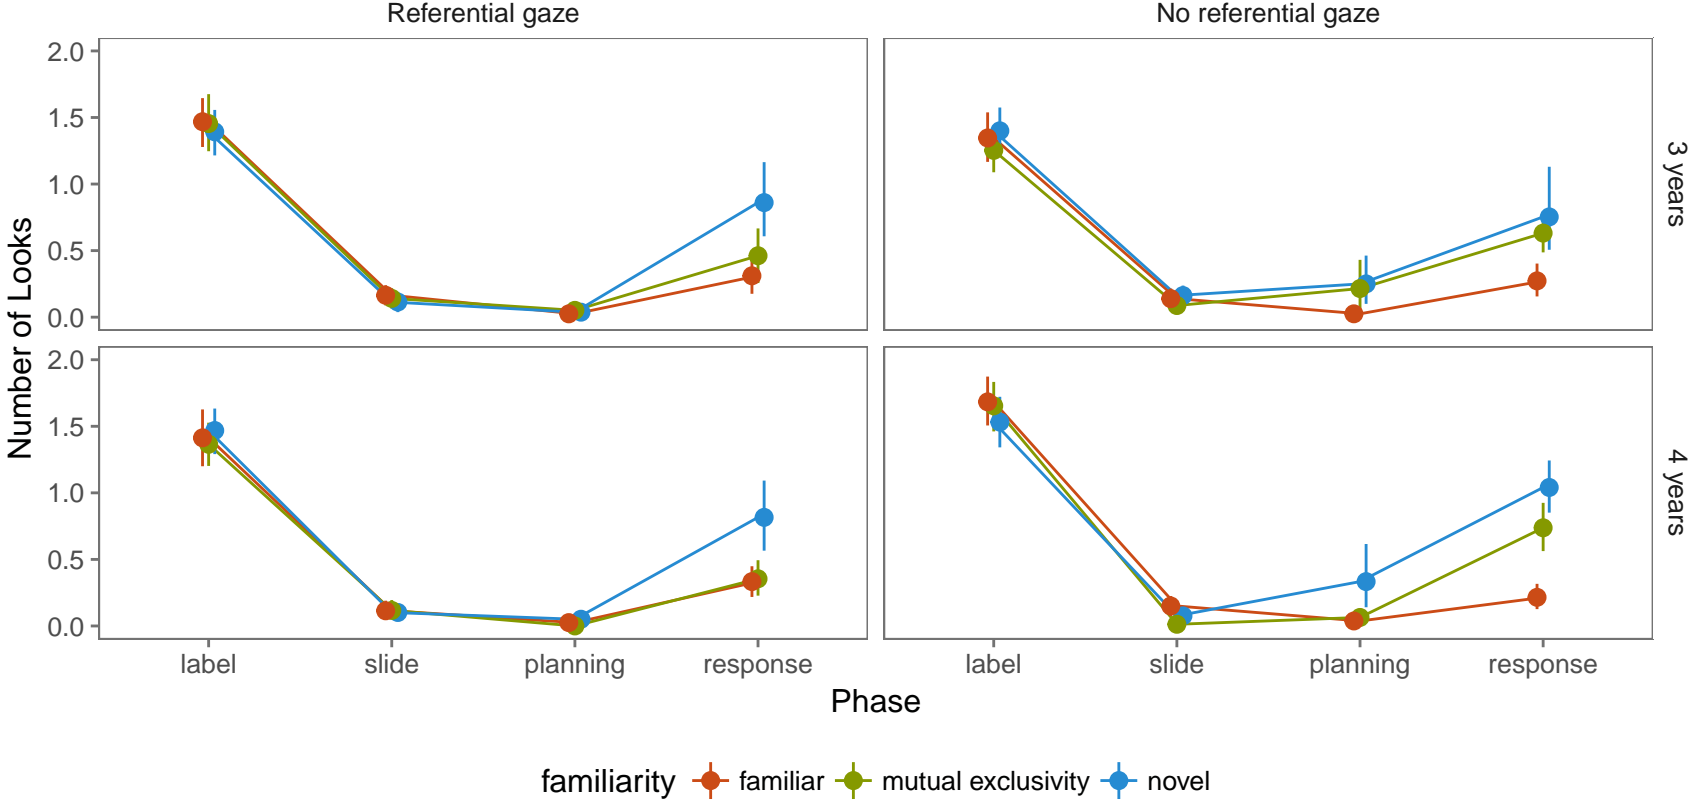 Referential gaze
No referential gaze
2.0
1.5
1.0
0.5
0.0
3 years
2.0
1.5
1.0
0.5
0.0
4 years
Number of Looks
label slide planning response
label slide planning response
Phase
familiarity familiar mutual exclusivity novel